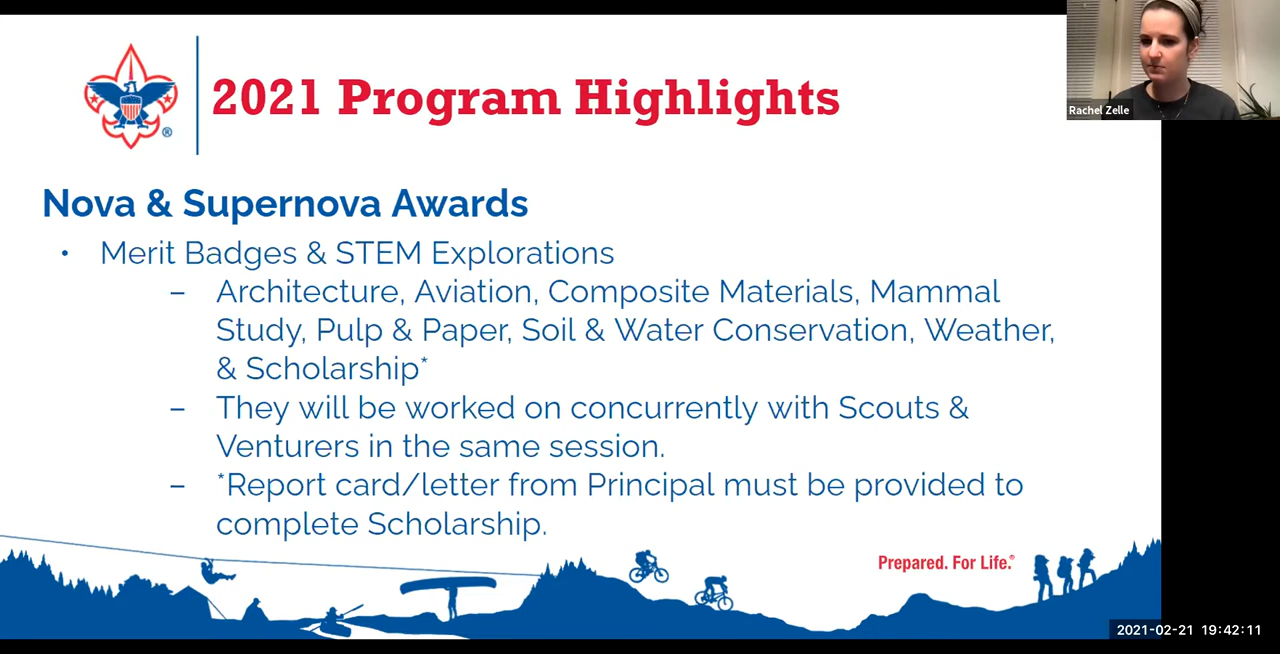 2021 Program Highlights
Rachel Zelle
Nova & Supernova Awards
• Merit Badges & STEM Explorations
– Architecture, Aviation, Composite Materials, Mammal
Study, Pulp & Paper, Soil & Water Conservation, Weather,
& Scholarship*
– They will be worked on concurrently with Scouts &
Venturers in the same session.
– *Report card/letter from Principal must be provided to
complete Scholarship.
Prepared. For Life.®
2021-02-21 19:42:11